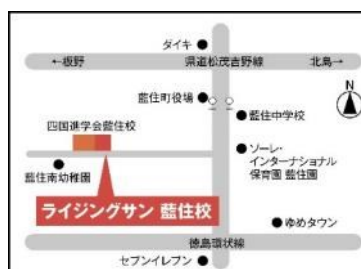 ダイキ
←板野
県道松茂吉野線
北島→
N
藍住町役場
藍住中学校
四国進学会藍住校
ソーレ・
インターナショナル
保育園 藍住園
藍住南幼稚園
ライジングサン 藍住校
ゆめタウン
徳島環状線
セブンイレブン